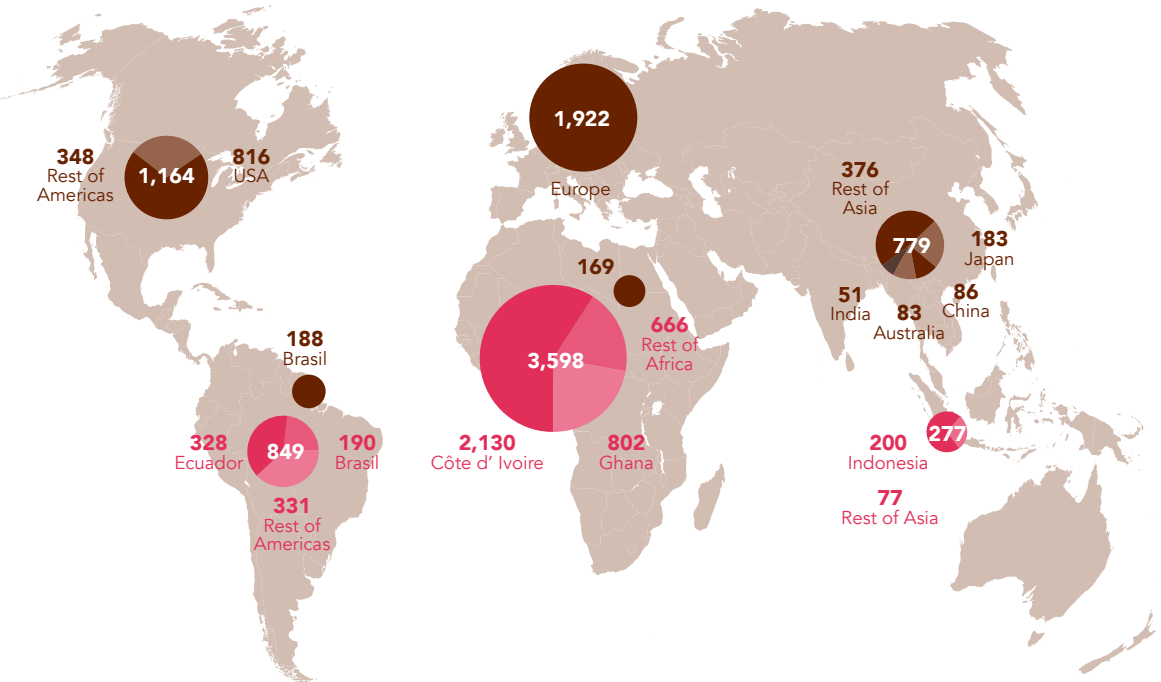 1,922
Europe
348
Rest of
Americas
1,164
816
USA
376
Rest of
Asia
779
183
Japan
51
India
83
Australia
86
China
169
3,598
666
Rest of
Africa
2,130
Côte d’ Ivoire
802
Ghana
188
Brasil
328
Ecuador
849
190
Brasil
331
Rest of
Americas
277
200
Indonesia
77
Rest of Asia